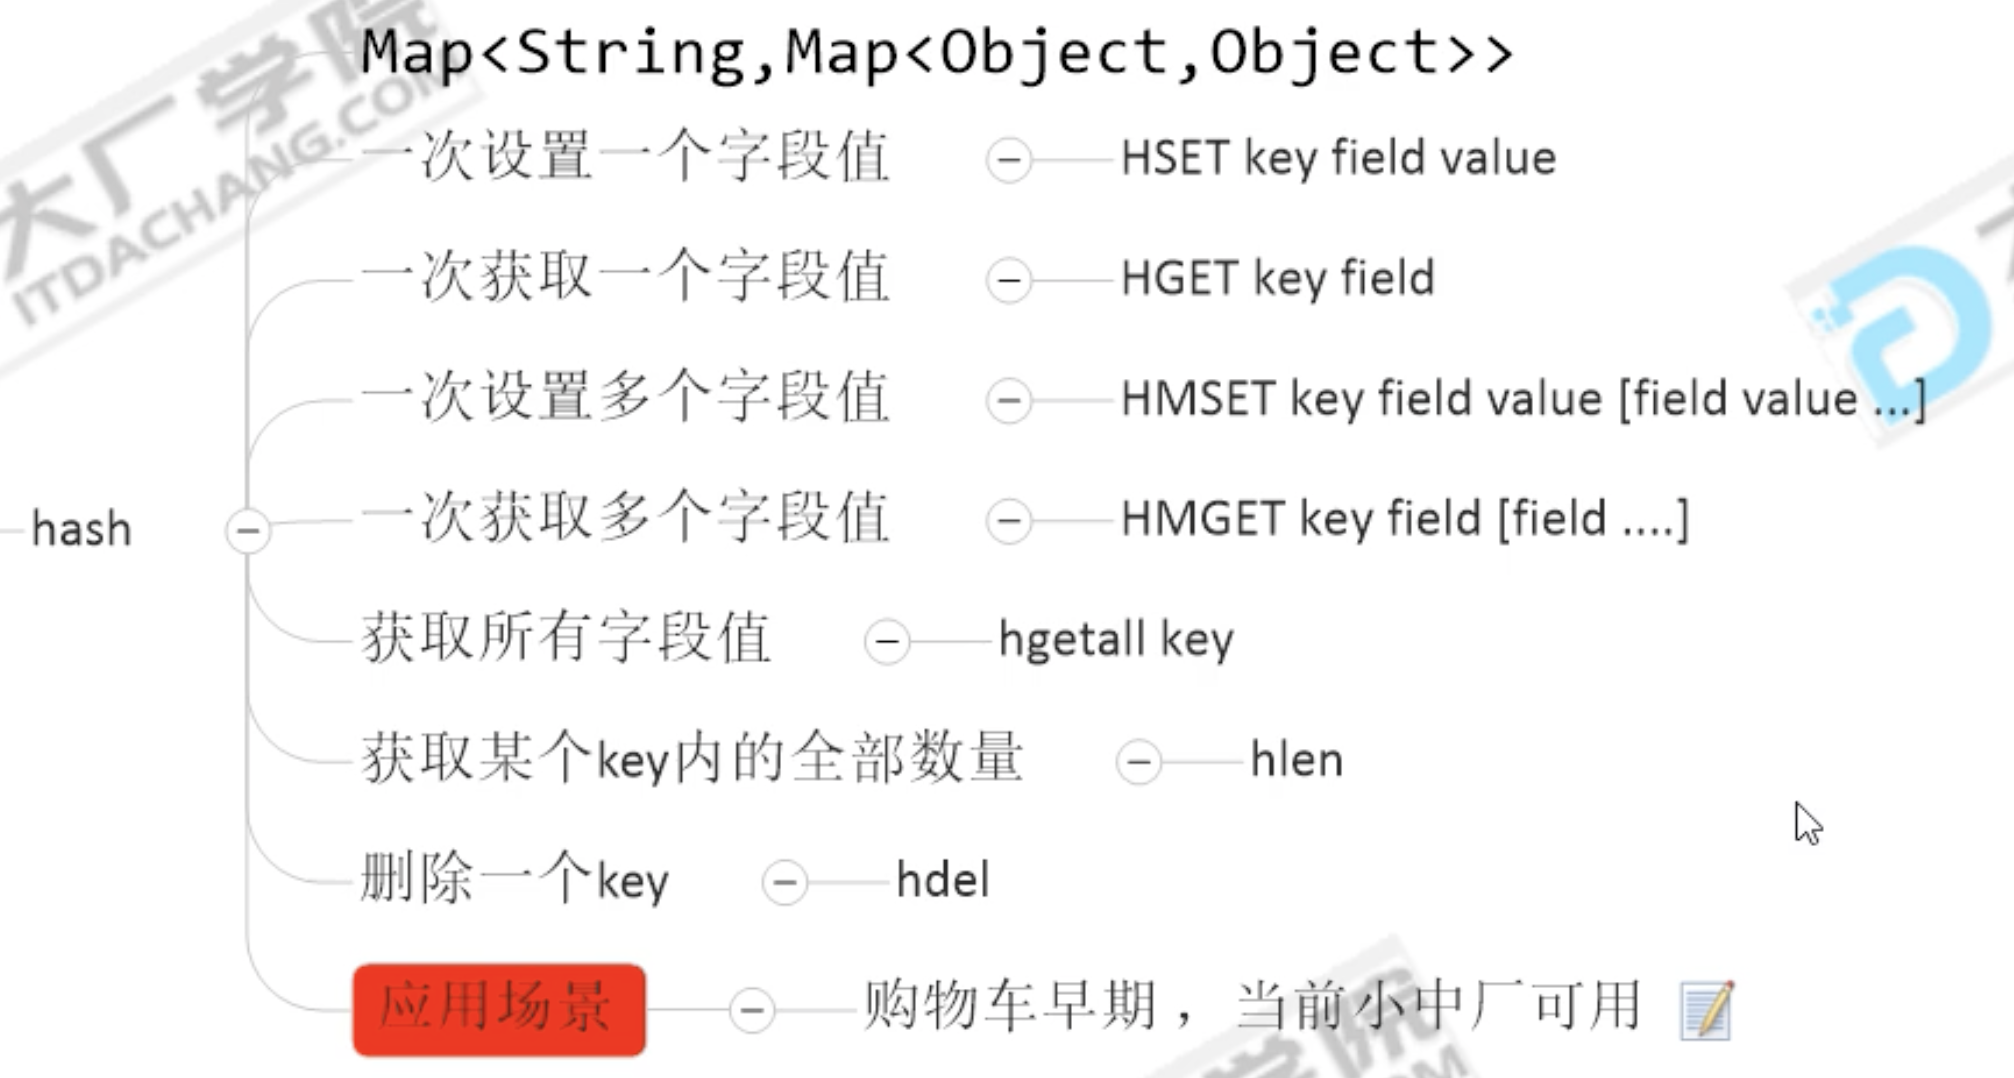 Map<String,Map<Object,Object>>
一次设置一个字段值 HSET key field value
一次获取一个字段值 HGET key field
一次设置多个字段值 HMSET key field value [field value ...]
一次获取多个字段值 HMGET key field [field ....]
hash
获取所有字段值 hgetall key
获取某个key内的全部数量 hlen
删除一个key hdel
应用场景 购物车早期，当前小中厂可用
大厂学院
ITDACHANG.COM
学院